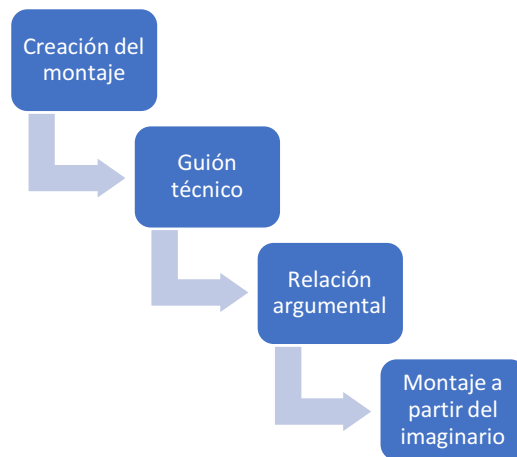 Creación del
montaje
Guión
técnico
Relación
argumental
Montaje a
partir del
imaginario